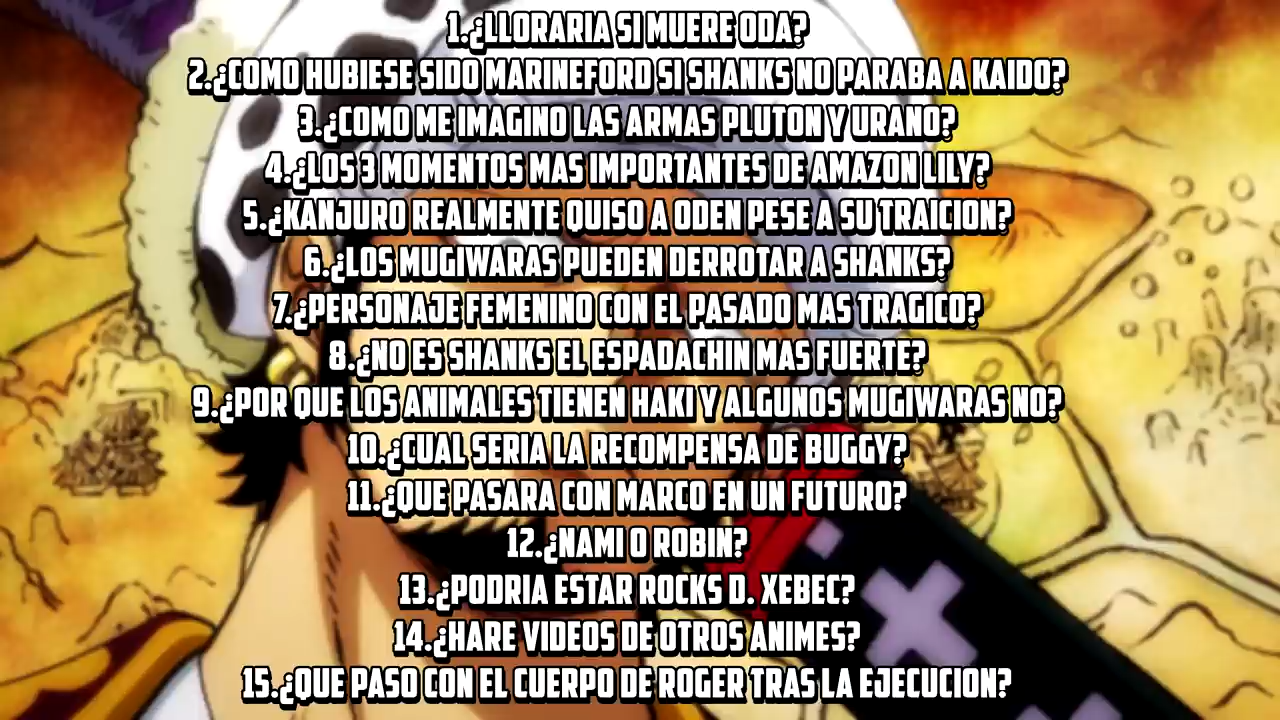 1.¿LLORARIA SI MUERE ODA?
2.¿COMO HUBIESE SIDO MARINEFORD SI SHANKS NO PARABA A KAIDO?
3.¿COMO ME IMAGINO LAS ARMAS PLUTON Y URANO?
4.¿LOS 3 MOMENTOS MAS IMPORTANTES DE AMAZON LILY?
5.¿KANJURO REALMENTE QUISO A ODEN PESE A SU TRAICION?
6.¿LOS MUGIWARAS PUEDEN DERROTAR A SHANKS?
7.¿PERSONAJE FEMENINO CON EL PASADO MAS TRAGICO?
8.¿NO ES SHANKS EL ESPADACHIN MAS FUERTE?
9.¿POR QUE LOS ANIMALES TIENEN HAKI Y ALGUNOS MUGIWARAS NO?
10.¿CUAL SERIA LA RECOMPENSA DE BUGGY?
11.¿QUE PASARA CON MARCO EN UN FUTURO?
12.¿NAMI O ROBIN?
13.¿PODRIA ESTAR ROCKS D. XEBEC?
14.¿HARE VIDEOS DE OTROS ANIMES?
15.¿QUE PASO CON EL CUERPO DE ROGER TRAS LA EJECUCION?